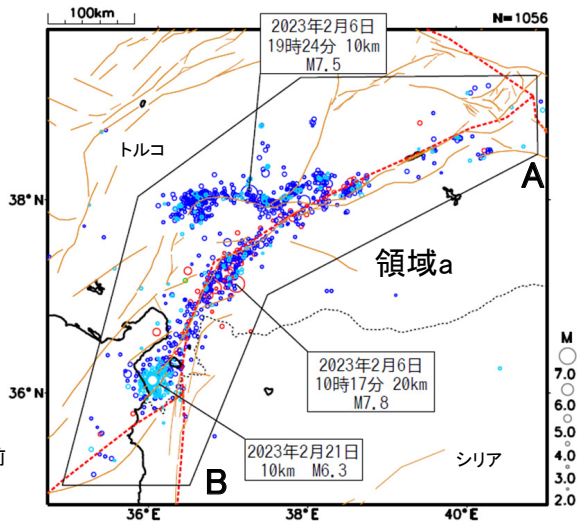 100km
N=1056
2023年2月6日
19時24分 10km
M7.5
トルコ
A
38°N
領域a
2023年2月6日
10時17分 20km
M7.8
M
7.0
6.0
5.0
4.0
3.0
2.0
36°N
2023年2月21日
10km M6.3
シリア
前
B
36°E
38°E
40°E